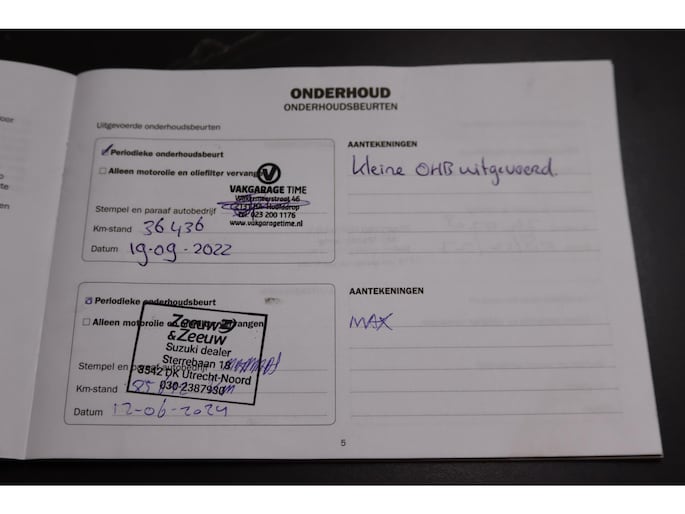 ONDERHOUD
ONDERHOUDSBEURTEN
Uitgevoerde onderhoudsbeurten
Periodieke onderhoudsbeurt
Alleen motorolie en oliefilter vervangen
VAKGARAGE TIME
Stempel en paraaf autobedrijf
Tel 023 200 1176
www.vakgaragetime.nl
Km-stand 36436
Datum 19-09-2022
AANTEKENINGEN
kleine OHB uitgevoerd.
Periodieke onderhoudsbeurt
Alleen motorolie en oliefilter vervangen
Zeeuw
& Zeeuw
Suzuki dealer
Sterrebaan 18
3542 DK Utrecht-Noord
030-2387930
Stempel en paraaf autobedrijf
Km-stand
Datum 12-06-2024
AANTEKENINGEN
MAX
5